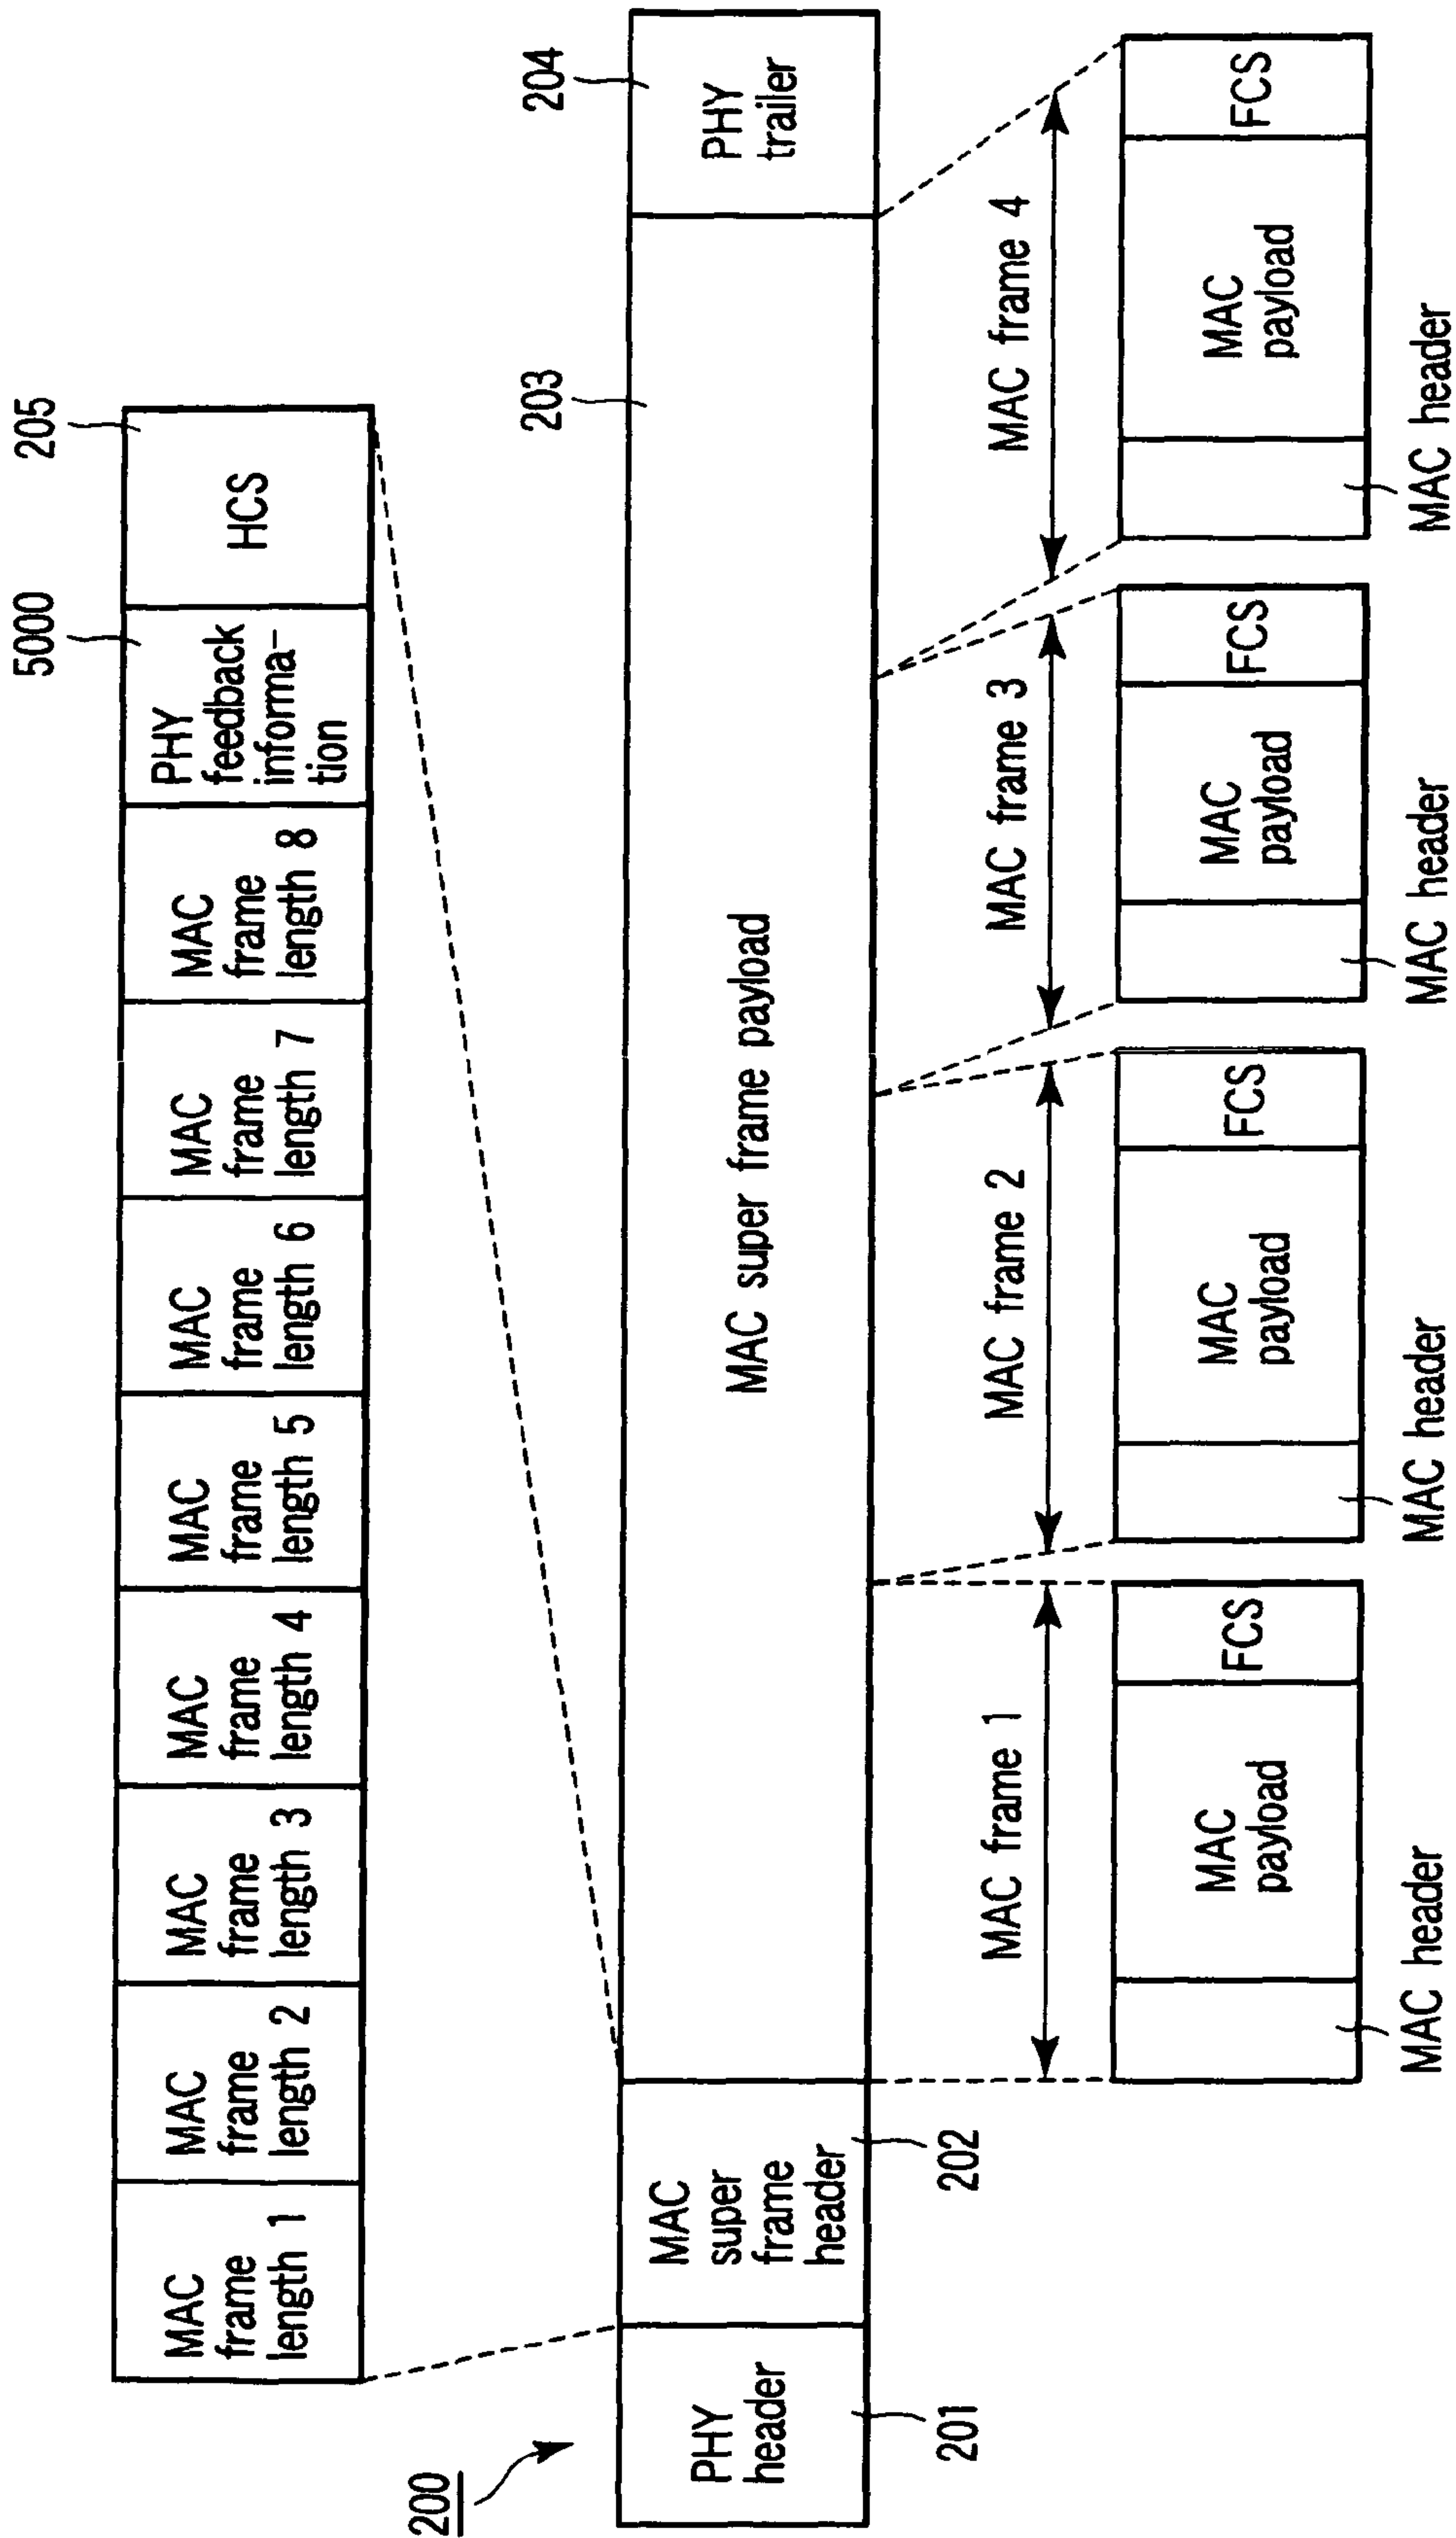 200
5000
205
MAC
frame
length 1
MAC
frame
length 2
MAC
frame
length 3
MAC
frame
length 4
MAC
frame
length 5
MAC
frame
length 6
MAC
frame
length 7
MAC
frame
length 8
PHY
feedback
informa-
tion
HCS
203
204
PHY
header
MAC
super
frame
header
MAC super frame payload
PHY
trailer
201
202
MAC frame 1
MAC frame 2
MAC frame 3
MAC frame 4
MAC
payload
FCS
MAC
payload
FCS
MAC
payload
FCS
MAC
payload
FCS
MAC header
MAC header
MAC header
MAC header